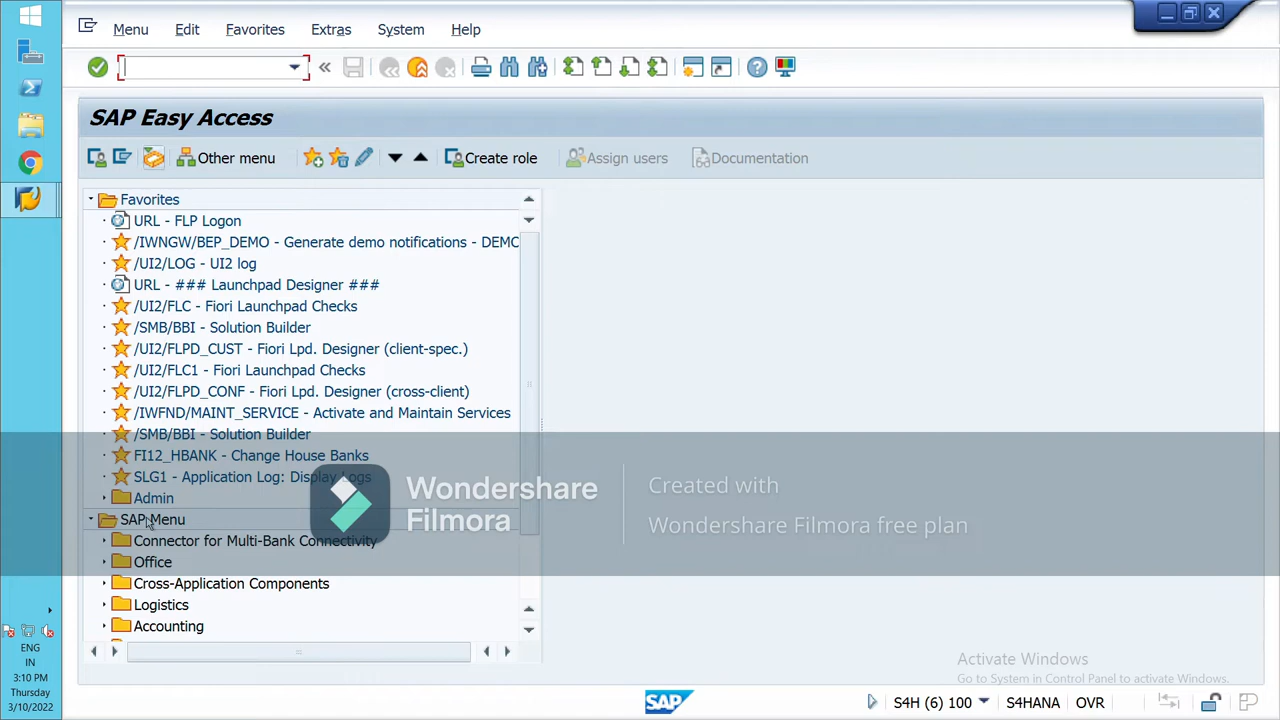 Menu Edit Favorites Extras System Help
SAP Easy Access
Other menu Create role Assign users Documentation
Favorites
URL - FLP Logon
/IWNGW/BEP_DEMO - Generate demo notifications - DEMO
/UI2/LOG - UI2 log
URL - ### Launchpad Designer ###
/UI2/FLC - Fiori Launchpad Checks
/SMB/BBI - Solution Builder
/UI2/FLPD_CUST - Fiori Lpd. Designer (client-spec.)
/UI2/FLC1 - Fiori Launchpad Checks
/UI2/FLPD_CONF - Fiori Lpd. Designer (cross-client)
/IWFND/MAINT_SERVICE - Activate and Maintain Services
/SMB/BBI - Solution Builder
FI12_HBANK - Change House Banks
SLG1 - Application Log: Display Logs
Admin
SAP Menu
Connector for Multi-Bank Connectivity
Office
Cross-Application Components
Logistics
Accounting
Wondershare
Filmora
Created with
Wondershare Filmora free plan
Activate Windows
Go to System in Control Panel to activate Windows.
SAP S4H (6) 100 S4HANA OVR
ENG
IN
3:10 PM
Thursday
3/10/2022